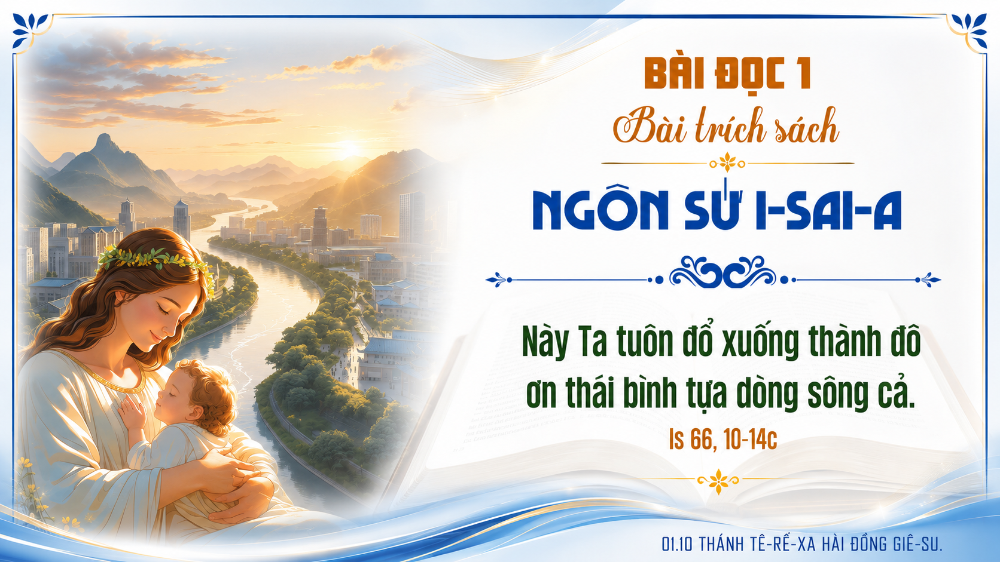 BÀI ĐỌC 1
Bài trích sách
NGÔN SỨ I-SAI-A
Này Ta tuôn đổ xuống thành đô
ơn thái bình tựa dòng sông cả.
Is 66, 10-14c
01.10 THÁNH TÊ-RÊ-XA HÀI ĐỒNG GIÊ-SU.